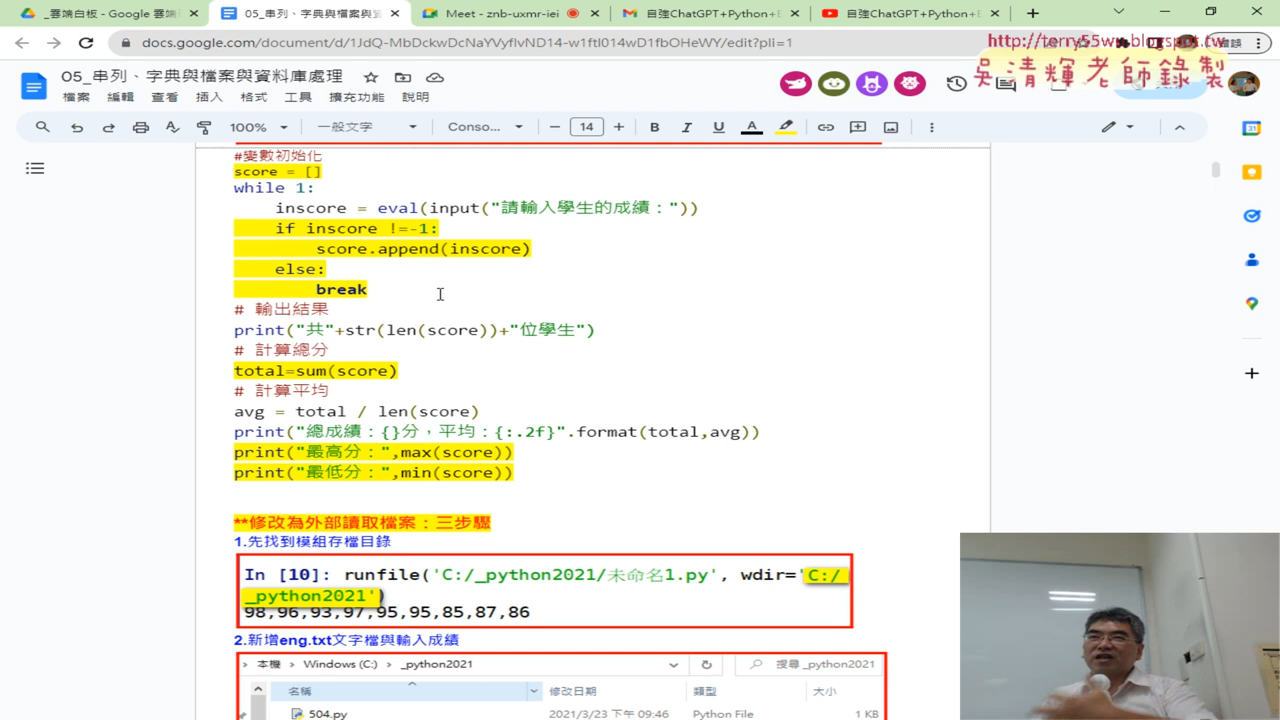 _雲端白板 - Google 雲端硬
05_串列、字典與檔案與資料
Meet - znb-uxmr-iei
自強ChatGPT+Python+E
自強ChatGPT+Python+E
docs.google.com/document/d/1JdQ-MbDckwDcNaYVyflwND14-w1ftl014wD1fbOHeWY/edit?pli=1
http://terry55wu.blogspot.tw
吳清輝老師錄製
05_串列、字典與檔案與資料庫處理
檔案 編輯 查看 插入 格式 工具 擴充功能 說明
100% 一般文字 Conso... 14
#變數初始化
score = []
while 1:
inscore = eval(input("請輸入學生的成績："))
if inscore !=-1:
score.append(inscore)
else:
break
# 輸出結果
print("共"+str(len(score))+"位學生")
# 計算總分
total=sum(score)
# 計算平均
avg = total / len(score)
print("總成績：{}分，平均：{:.2f}".format(total,avg))
print("最高分：",max(score))
print("最低分：",min(score))
**修改為外部讀取檔案：三步驟
1.先找到模組存檔目錄
In [10]: runfile('C:/_python2021/未命名1.py', wdir='C:/
_python2021')
98,96,93,97,95,95,85,87,86
2.新增eng.txt文字檔與輸入成績
本機 › Windows (C:) › _python2021
搜尋 _python2021
名稱 修改日期 類型 大小
504.py 2021/3/23 下午 09:46 Python File 1 KB